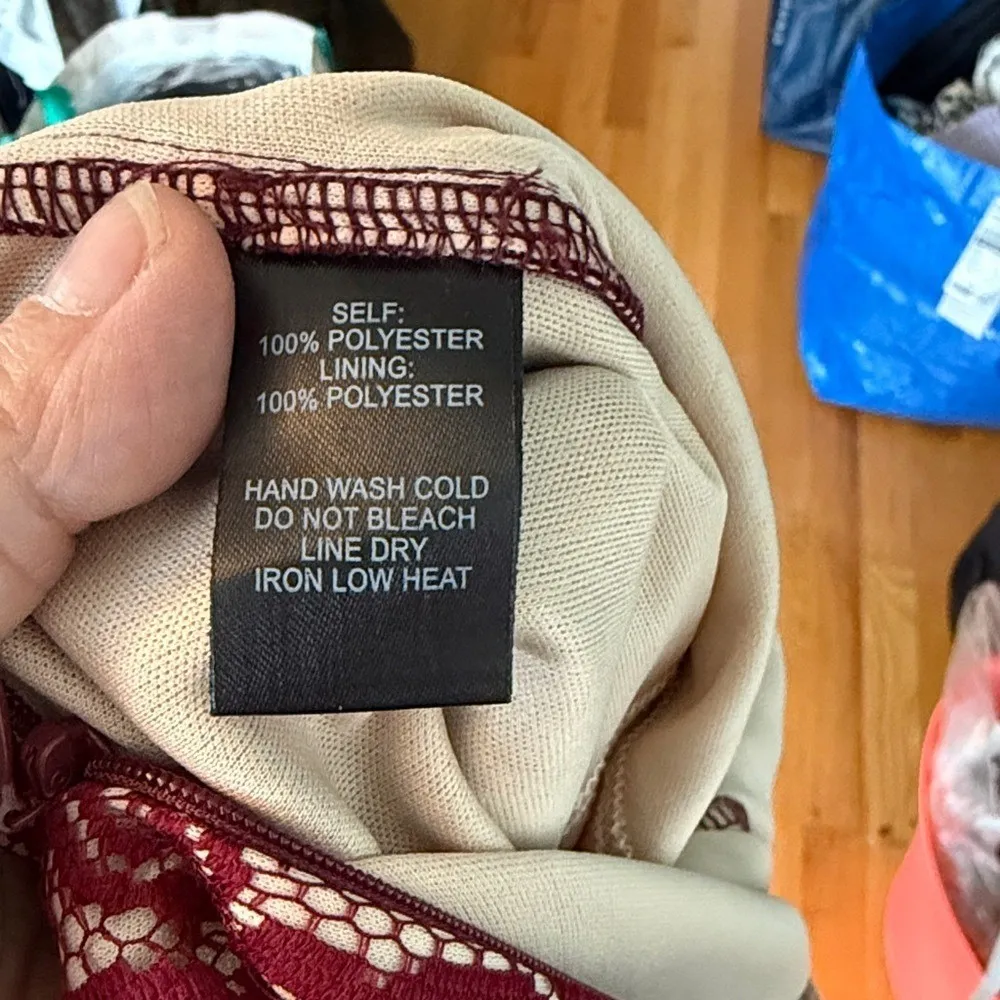 SELF:
100% POLYESTER
LINING:
100% POLYESTER
HAND WASH COLD
DO NOT BLEACH
LINE DRY
IRON LOW HEAT